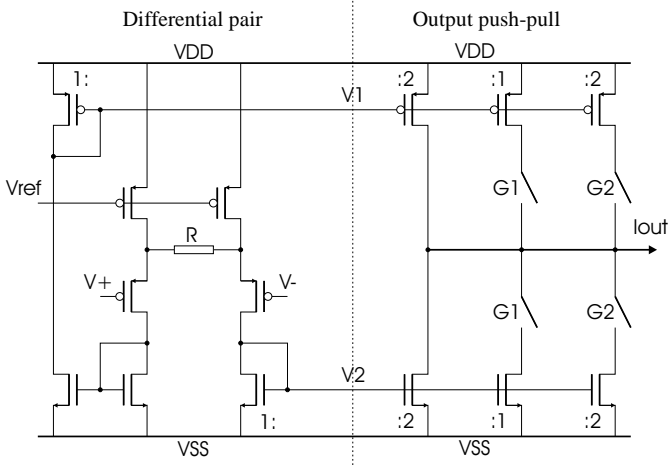 Differential pair
Output push-pull
VDD
VDD
1:
:2
:1
:2
V1
Vref
G1
G2
R
Iout
V+
V-
G1
G2
V2
1:
:2
:1
:2
VSS
VSS